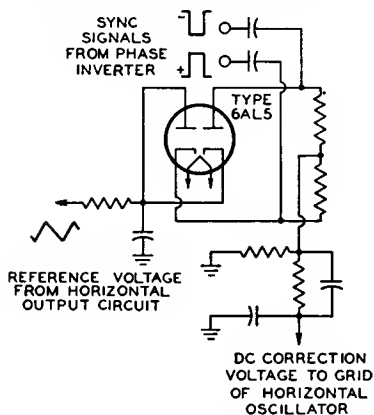 SYNC
SIGNALS
FROM PHASE
INVERTER
−
+
TYPE
6AL5
REFERENCE VOLTAGE
FROM HORIZONTAL
OUTPUT CIRCUIT
DC CORRECTION
VOLTAGE TO GRID
OF HORIZONTAL
OSCILLATOR